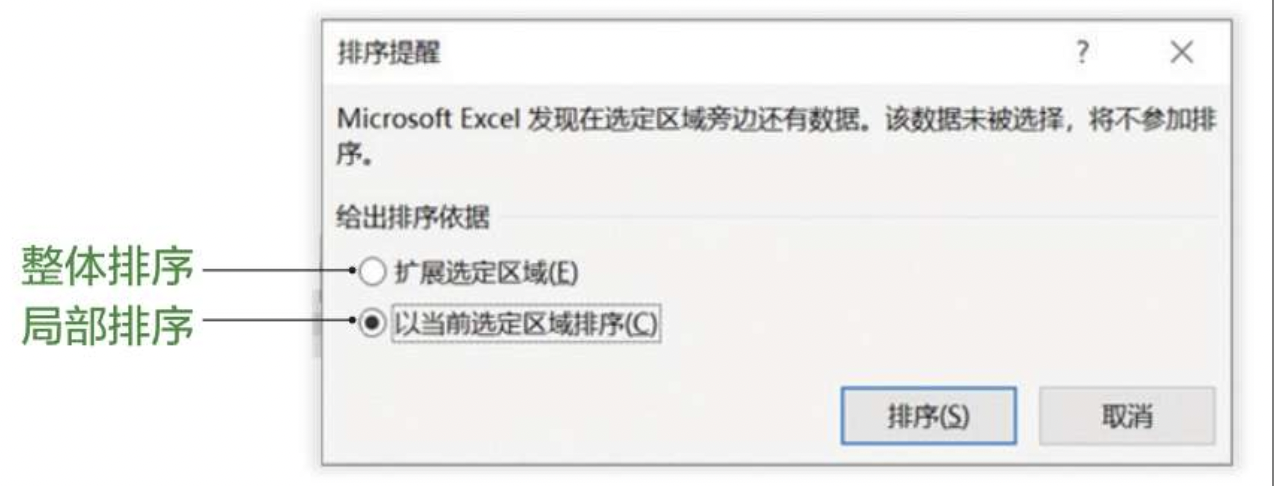 排序提醒
Microsoft Excel 发现在选定区域旁边还有数据。该数据未被选择，将不参加排
序。
给出排序依据
整体排序
扩展选定区域(E)
局部排序
以当前选定区域排序(C)
排序(S)
取消